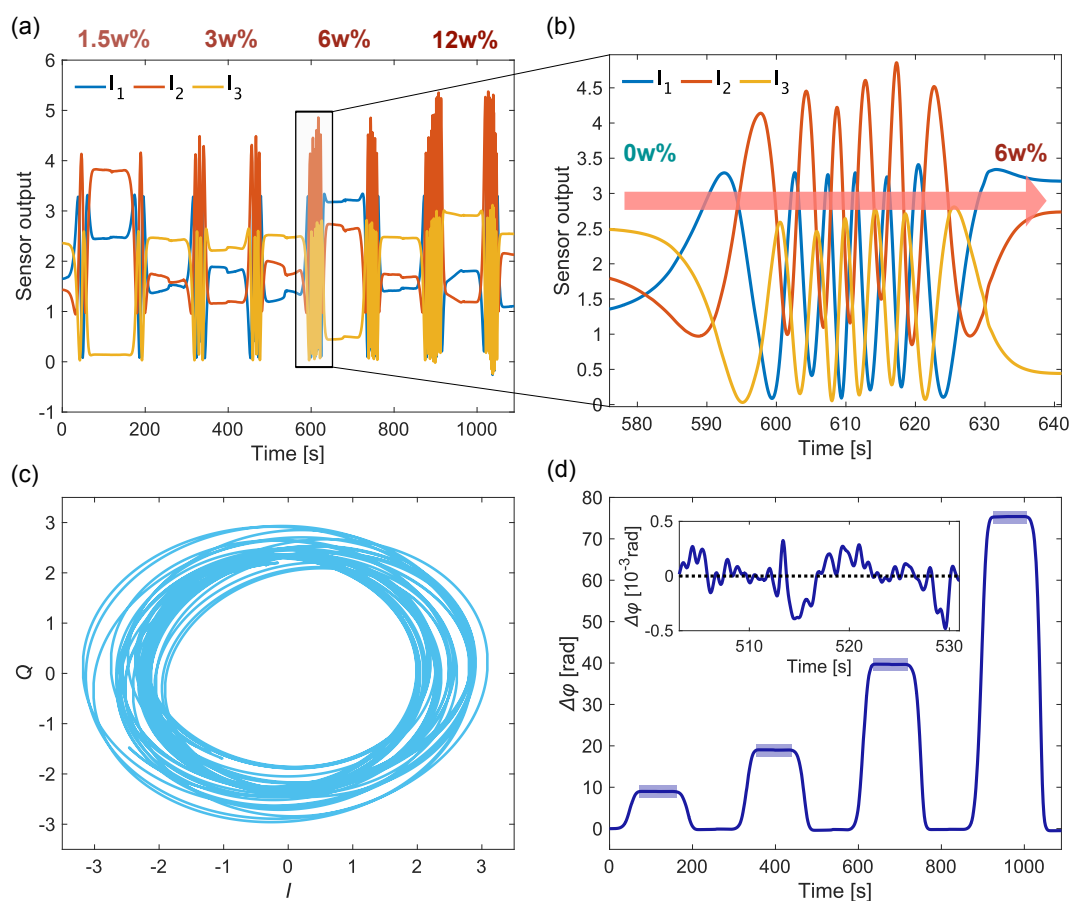 (a)
1.5w% 3w% 6w% 12w%
I1 I2 I3
6
5
4
3
2
1
0
-1
Sensor output
0 200 400 600 800 1000
Time [s]
(b)
I1 I2 I3
0w% 6w%
4.5
4
3.5
3
2.5
2
1.5
1
0.5
0
Sensor output
580 590 600 610 620 630 640
Time [s]
(c)
3
2
1
0
-1
-2
-3
Q
-3 -2 -1 0 1 2 3
I
(d)
80
70
60
50
40
30
20
10
0
Δφ [rad]
0 200 400 600 800 1000
Time [s]
0.5
0
-0.5
Δφ [10-3rad]
510 520 530
Time [s]